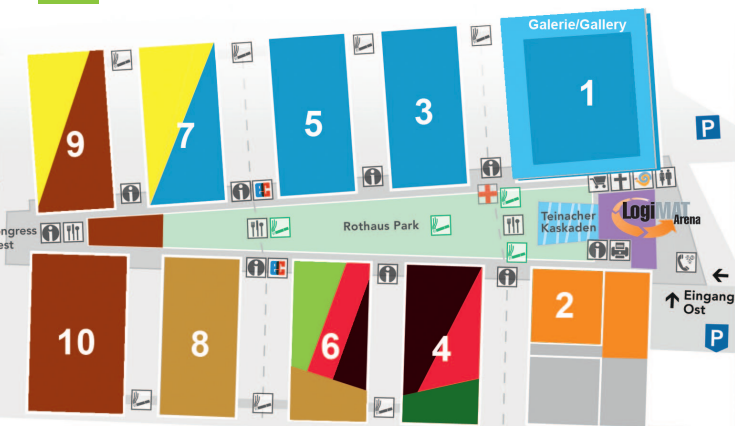 Galerie/Gallery
9
7
5
3
1
P
Rothaus Park
Teinacher
Kaskaden
LogiMAT
Arena
ongress
est
10
8
6
4
2
Eingang
Ost
P